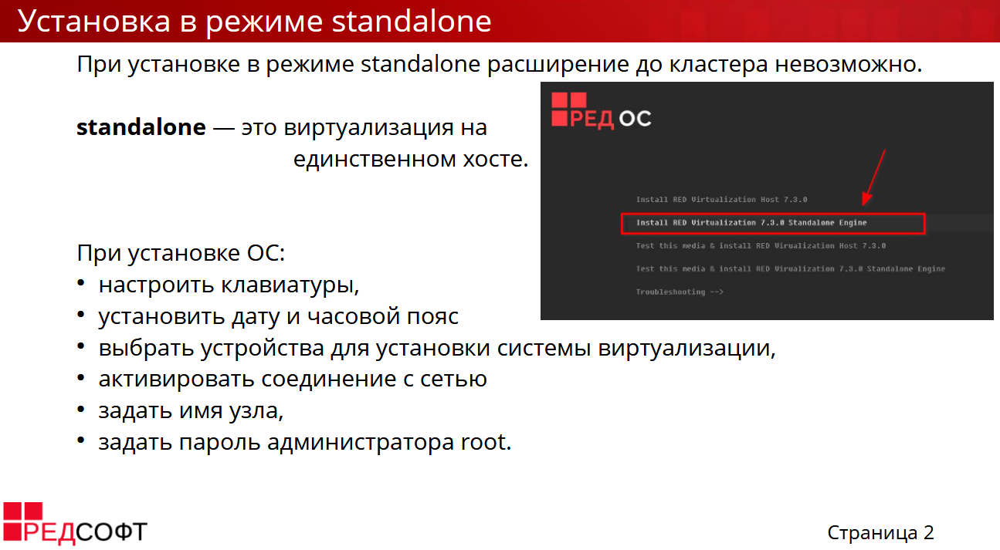 Установка в режиме standalone
При установке в режиме standalone расширение до кластера невозможно.
standalone — это виртуализация на
единственном хосте.
РЕД ОС
Install RED Virtualization Host 7.3.0
Install RED Virtualization 7.3.0 Standalone Engine
Test this media & install RED Virualization Host 7.3.0
Test this media & install RED Virualization 7.3.0 Standalone Engine
Troubleshooting -->
При установке ОС:
• настроить клавиатуры,
• установить дату и часовой пояс
• выбрать устройства для установки системы виртуализации,
• активировать соединение с сетью
• задать имя узла,
• задать пароль администратора root.
РЕДСОФТ
Страница 2